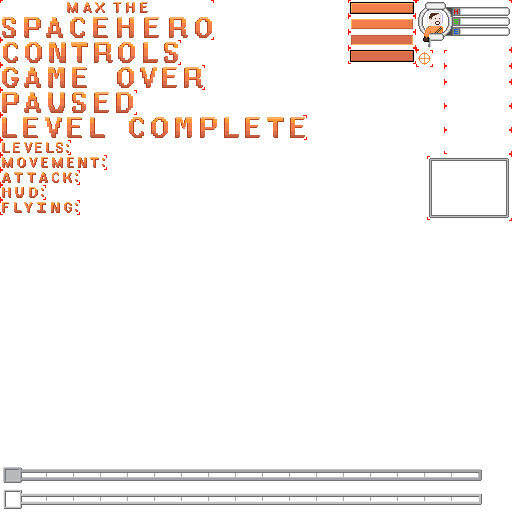 MAX THE
SPACEHERO
CONTROLS
GAME OVER
PAUSED
LEVEL COMPLETE
LEVELS:
MOVEMENT:
ATTACK:
HUD:
FLYING:
H